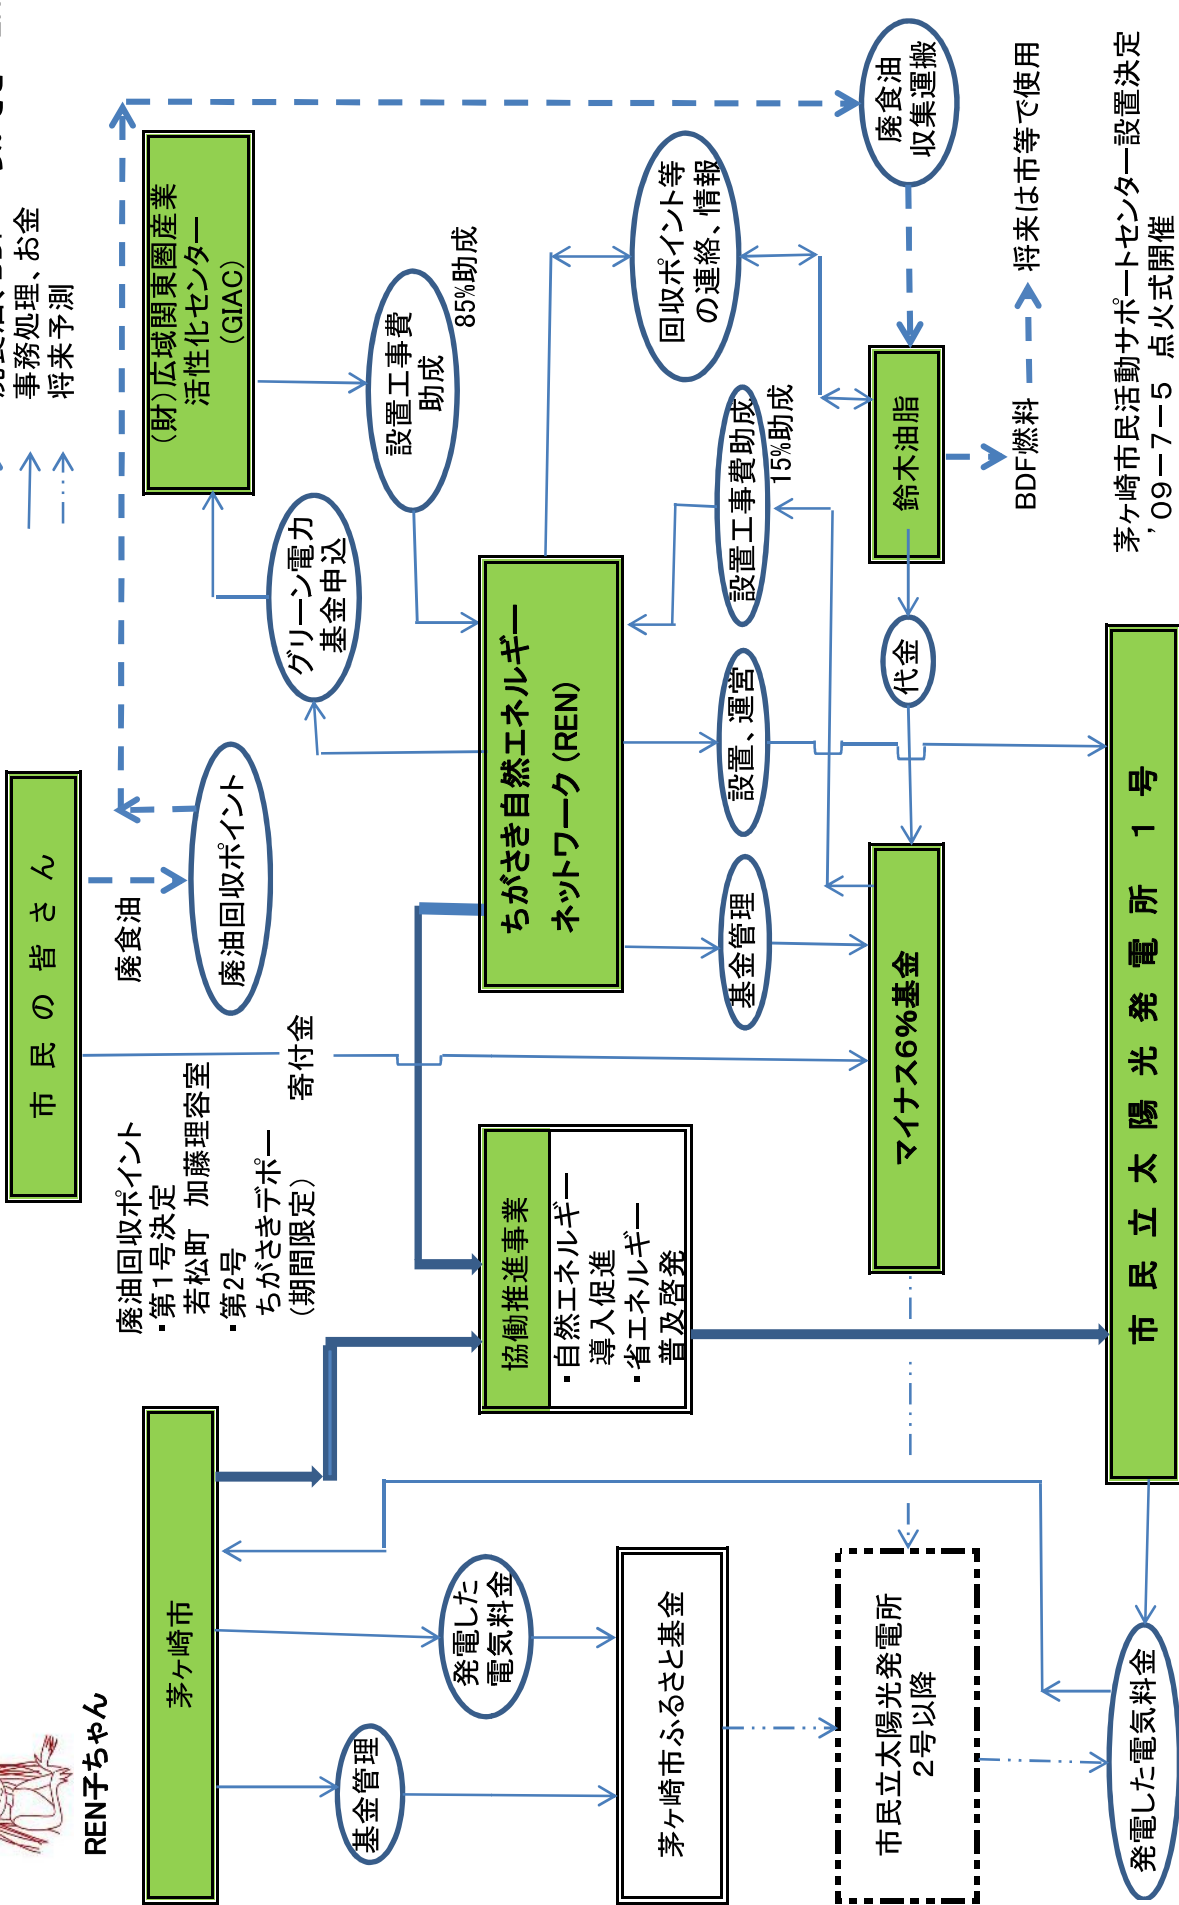 事務処理、お金
将来予測
REN子ちゃん
茅ヶ崎市
市民の皆さん
(財)広域関東圏産業
活性化センター
(GIAC)
廃油回収ポイント
・第1号決定
若松町 加藤理容室
・第2号
ちがさきデポー
(期間限定)
廃食油
廃油回収ポイント
寄付金
グリーン電力
基金申込
設置工事費
助成
85%助成
基金管理
発電した
電気料金
協働推進事業
・自然エネルギー
導入促進
・省エネルギー
普及啓発
ちがさき自然エネルギー
ネットワーク(REN)
回収ポイント等
の連絡、情報
茅ヶ崎市ふるさと基金
基金管理
設置、運営
設置工事費助成
15%助成
廃食油
収集運搬
市民立太陽光発電所
2号以降
マイナス6%基金
代金
鈴木油脂
BDF燃料
将来は市等で使用
発電した電気料金
市民立太陽光発電所 1号
茅ヶ崎市民活動サポートセンター設置決定
’09ー7ー5 点火式開催